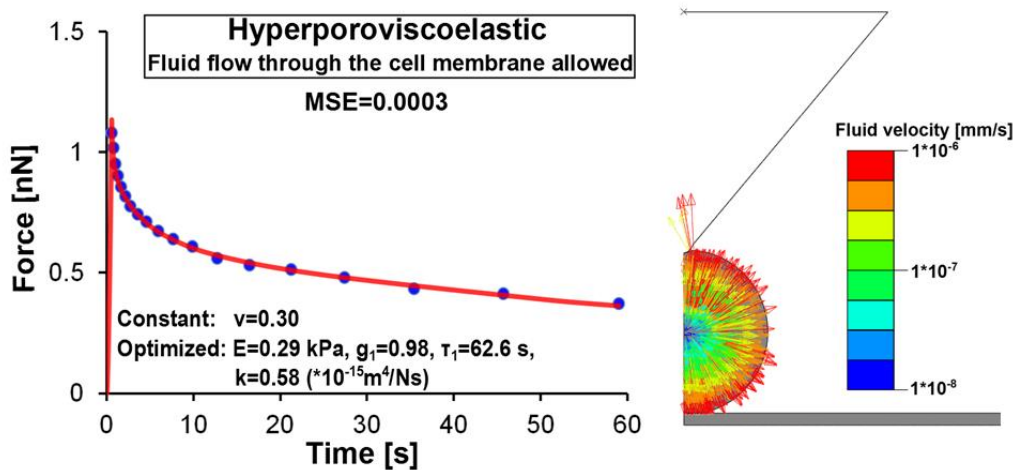 Hyperporoviscoelastic
Fluid flow through the cell membrane allowed
MSE=0.0003
Force [nN]
1.5
1
0.5
0
Constant: v=0.30
Optimized: E=0.29 kPa, g₁=0.98, τ₁=62.6 s,
k=0.58 (*10⁻¹⁵m⁴/Ns)
0 10 20 30 40 50 60
Time [s]
Fluid velocity [mm/s]
1*10⁻⁶
1*10⁻⁷
1*10⁻⁸